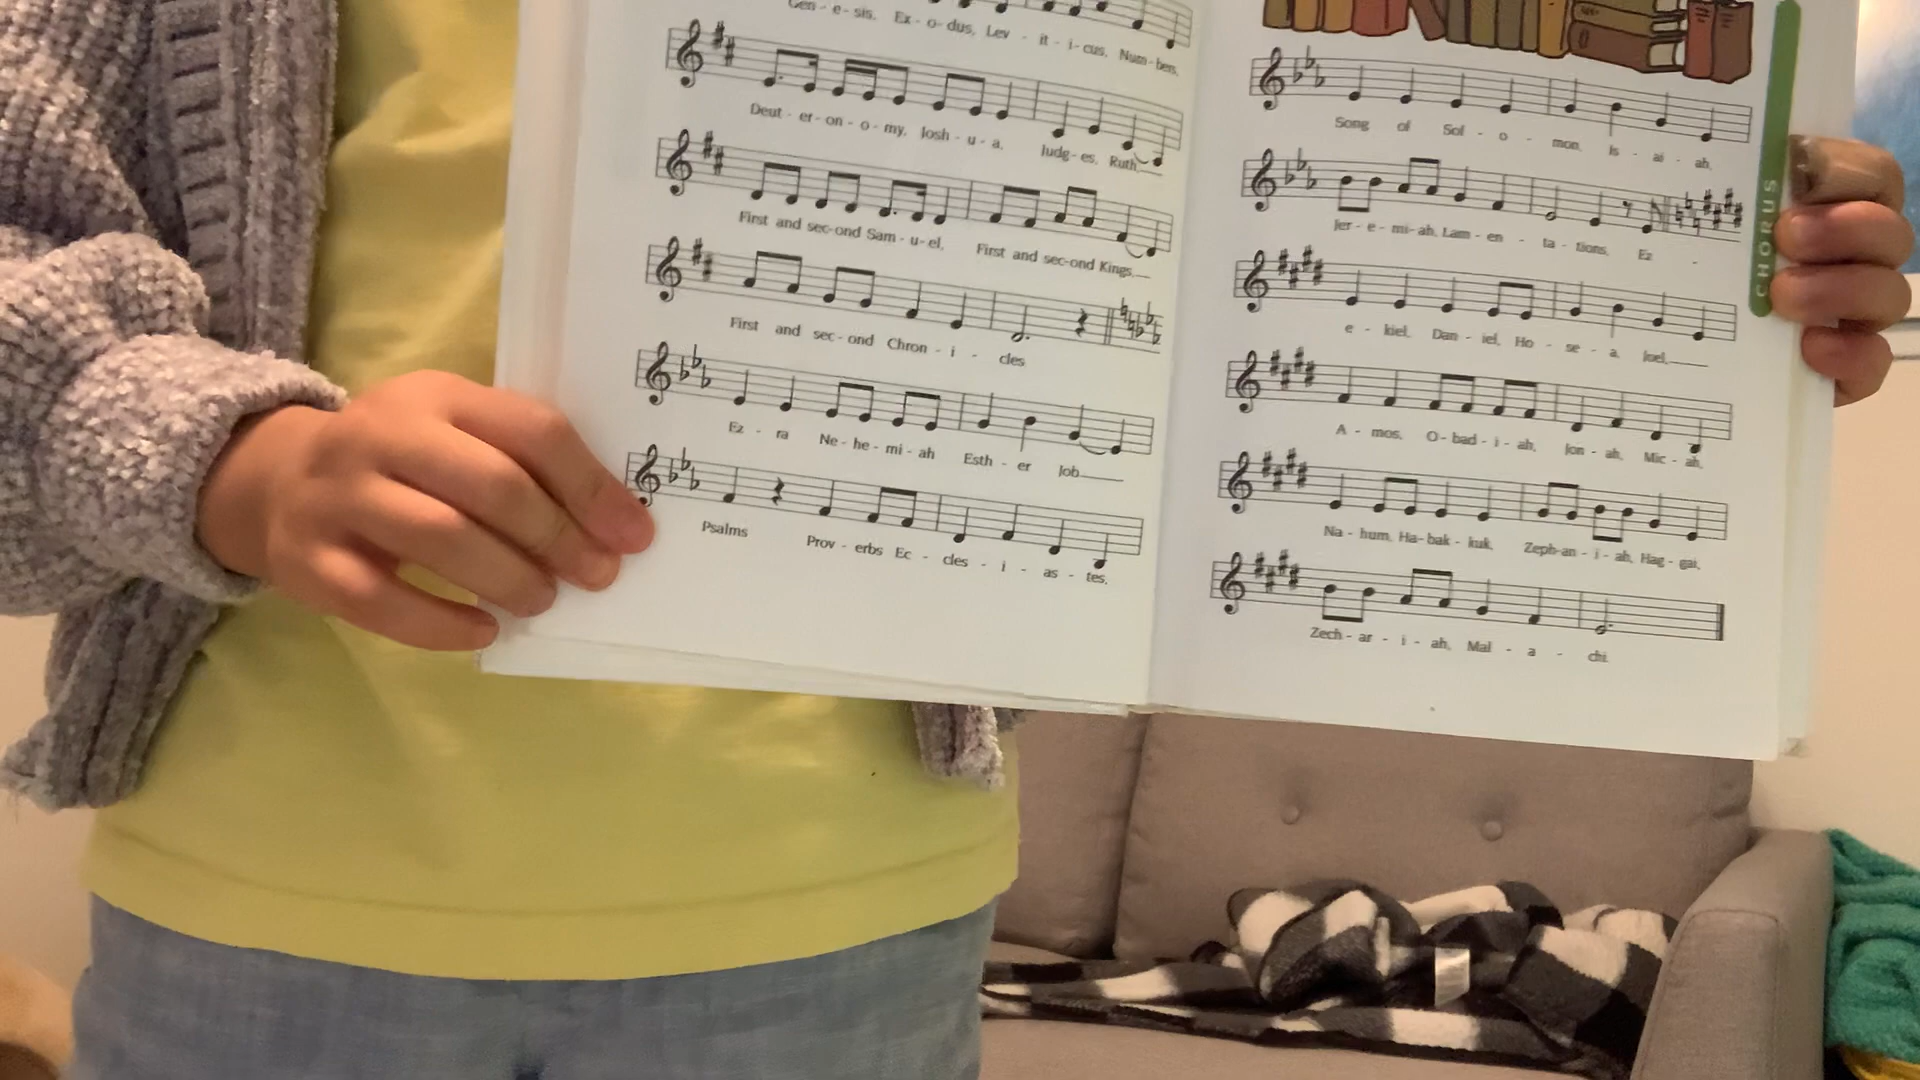 Gen - e - sis, Ex - o - dus, Lev - it - i - cus, Num - bers,
Deut - er - on - o - my, Josh - u - a, Judg - es, Ruth,
First and sec - ond Sam - u - el, First and sec - ond Kings,
First and sec - ond Chron - i - cles
Ez - ra Ne - he - mi - ah Esth - er Job
Psalms Prov - erbs Ec - cles - i - as - tes,
Song of Sol - o - mon, Is - ai - ah,
Jer - e - mi - ah, Lam - en - ta - tions, Ez -
e - kiel, Dan - iel, Ho - se - a, Joel,
A - mos, O - bad - i - ah, Jon - ah, Mic - ah,
Na - hum, Ha - bak - kuk, Zeph - an - i - ah, Hag - gai,
Zech - ar - i - ah, Mal - a - chi.
CHORUS